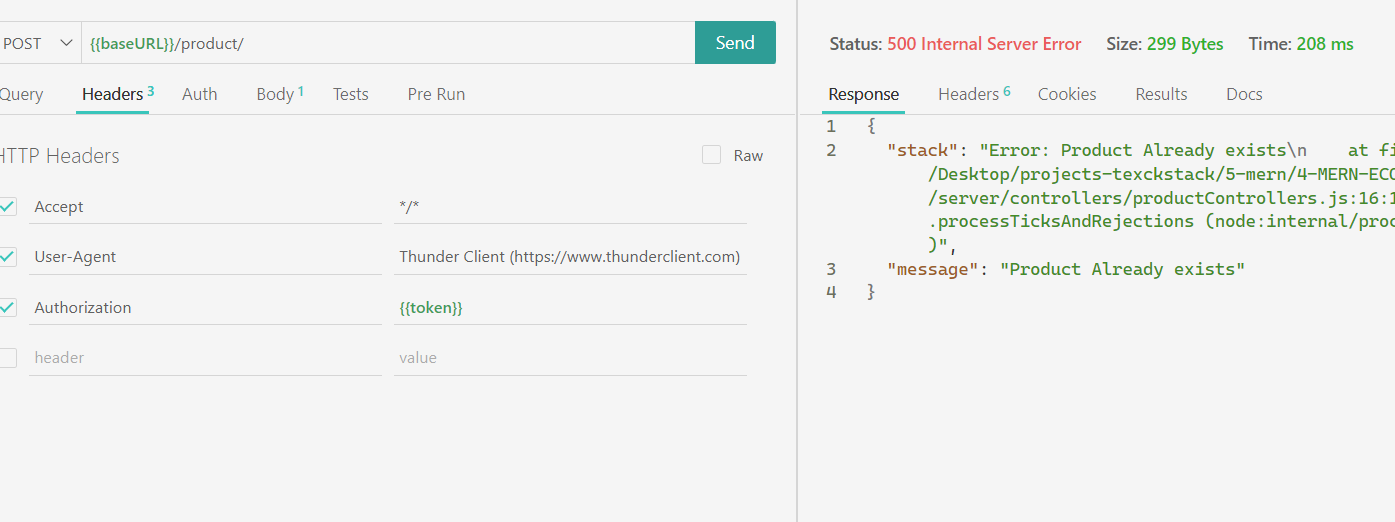 POST {{baseURL}}/product/ Send
Query Headers 3 Auth Body 1 Tests Pre Run
HTTP Headers Raw
Accept */*
User-Agent Thunder Client (https://www.thunderclient.com)
Authorization {{token}}
header value
Status: 500 Internal Server Error Size: 299 Bytes Time: 208 ms
Response Headers 6 Cookies Results Docs
1 {
2 "stack": "Error: Product Already exists\n    at fi
/Desktop/projects-texckstack/5-mern/4-MERN-ECO
/server/controllers/productControllers.js:16:1
.processTicksAndRejections (node:internal/proc
)",
3 "message": "Product Already exists"
4 }